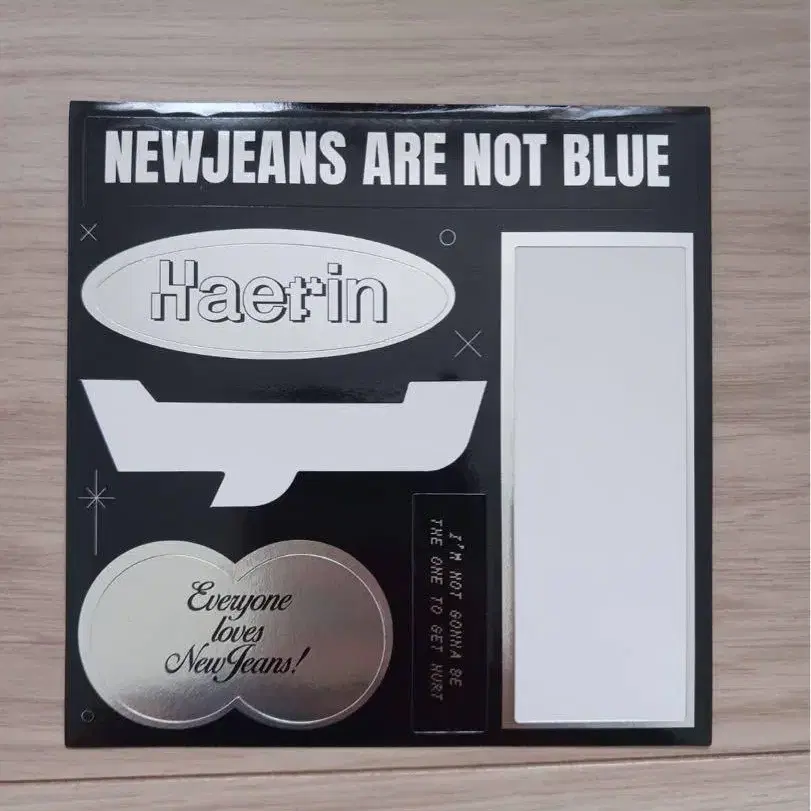 NEWJEANS ARE NOT BLUE
Haerin
Everyone
loves
NewJeans!
I'M NOT GONNA BE
THE ONE TO GET HURT